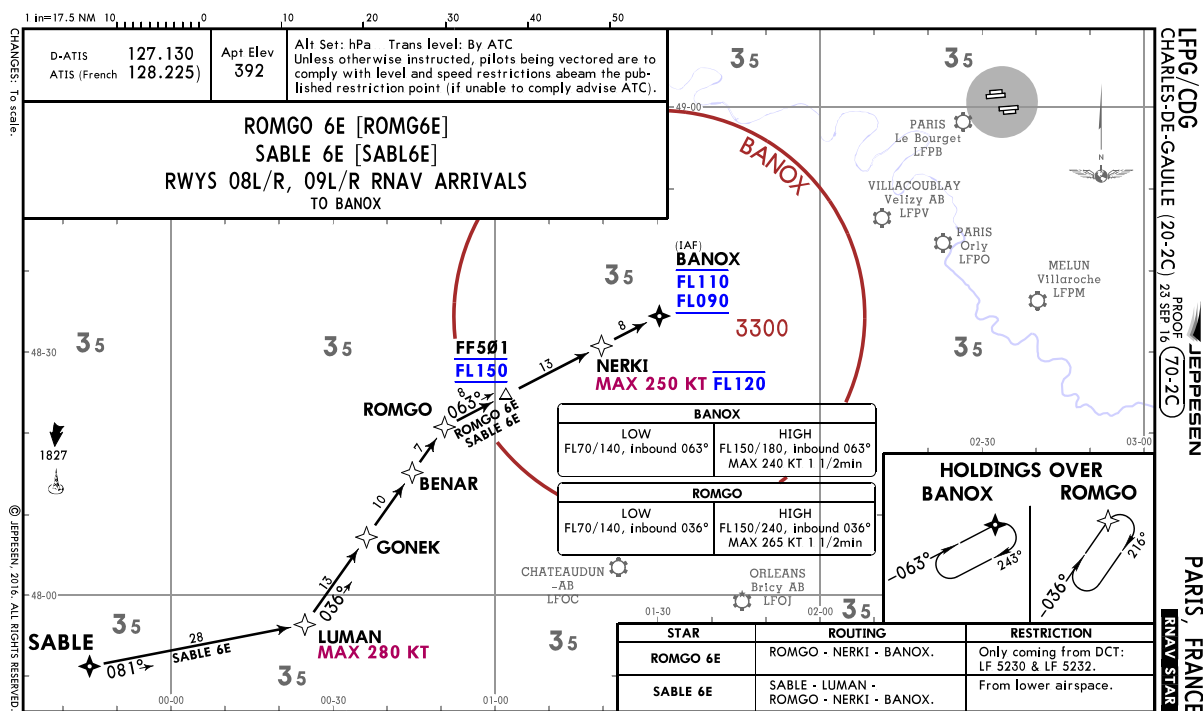 1 in=17.5 NM 10 0 10 20 30 40 50
D-ATIS 127.130
ATIS (French 128.225)
Apt Elev
392
Alt Set: hPa Trans level: By ATC
Unless otherwise instructed, pilots being vectored are to
comply with level and speed restrictions abeam the pub-
lished restriction point (if unable to comply advise ATC).
ROMGO 6E [ROMG6E]
SABLE 6E [SABL6E]
RWYS 08L/R, 09L/R RNAV ARRIVALS
TO BANOX
CHANGES: To scale.
© JEPPESEN, 2016. ALL RIGHTS RESERVED.
LFPG/CDG
CHARLES-DE-GAULLE
PROOF
23 SEP 16
(20-2C)
70-2C
JEPPESEN
PARIS, FRANCE
RNAV STAR
35
35
49-00
BANOX
PARIS
Le Bourget
LFPB
N
VILLACOUBLAY
Velizy AB
LFPV
PARIS
Orly
LFPO
MELUN
Villaroche
LFPM
(IAF)
BANOX
FL110
FL090
35
3300
8
48-30
35
35
35
FF5Ø1
FL150
13
NERKI
MAX 250 KT FL120
ROMGO
8
063°
ROMGO 6E
SABLE 6E
7
BENAR
1827
10
GONEK
02-30
03-00
BANOX
LOW
FL70/140, inbound 063°
HIGH
FL150/180, inbound 063°
MAX 240 KT 1 1/2min
ROMGO
LOW
FL70/140, inbound 036°
HIGH
FL150/240, inbound 036°
MAX 265 KT 1 1/2min
HOLDINGS OVER
BANOX
063°
243°
ROMGO
036°
216°
13
036°
CHATEAUDUN
-AB
LFOC
ORLEANS
Bricy AB
LFOJ
48-00
01-30
02-00
35
35
35
35
SABLE
081°
28
SABLE 6E
LUMAN
MAX 280 KT
00-00
00-30
01-00
STAR ROUTING RESTRICTION
ROMGO 6E
ROMGO - NERKI - BANOX.
Only coming from DCT:
LF 5230 & LF 5232.
SABLE 6E
SABLE - LUMAN -
ROMGO - NERKI - BANOX.
From lower airspace.